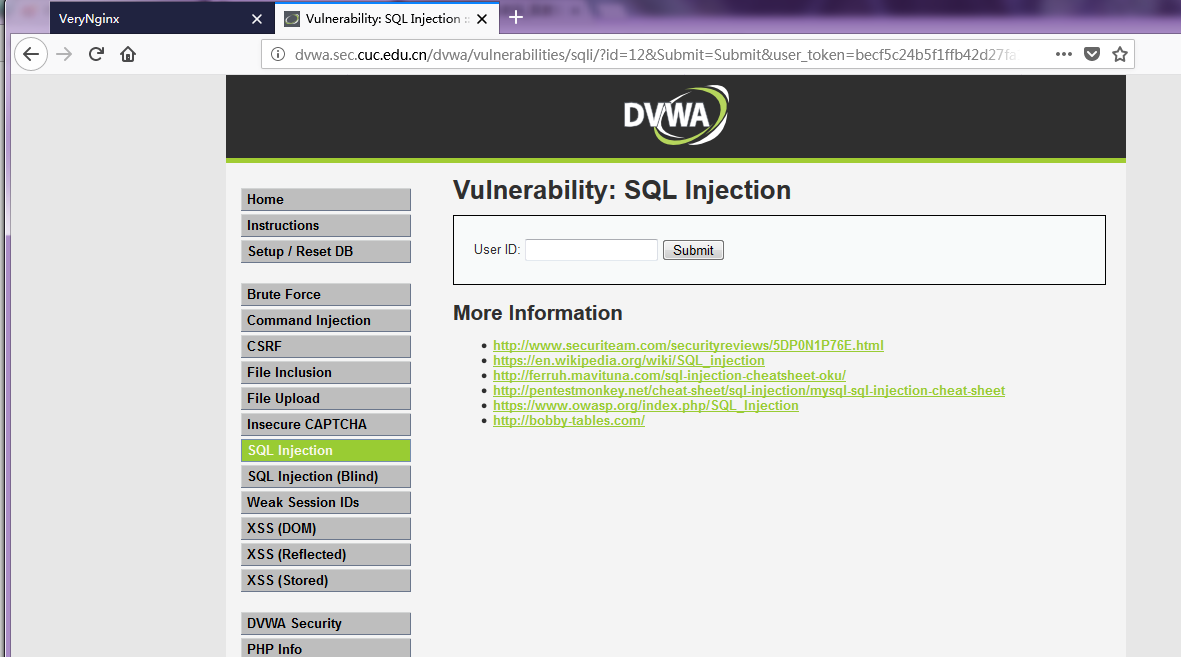 VeryNginx
Vulnerability: SQL Injection ::
dvwa.sec.cuc.edu.cn/dvwa/vulnerabilities/sqli/?id=12&Submit=Submit&user_token=becf5c24b5f1ffb42d27fa
DVWA
Home
Instructions
Setup / Reset DB
Brute Force
Command Injection
CSRF
File Inclusion
File Upload
Insecure CAPTCHA
SQL Injection
SQL Injection (Blind)
Weak Session IDs
XSS (DOM)
XSS (Reflected)
XSS (Stored)
DVWA Security
PHP Info
Vulnerability: SQL Injection
User ID:
Submit
More Information
http://www.securiteam.com/securityreviews/5DP0N1P76E.html
https://en.wikipedia.org/wiki/SQL_injection
http://ferruh.mavituna.com/sql-injection-cheatsheet-oku/
http://pentestmonkey.net/cheat-sheet/sql-injection/mysql-sql-injection-cheat-sheet
https://www.owasp.org/index.php/SQL_Injection
http://bobby-tables.com/